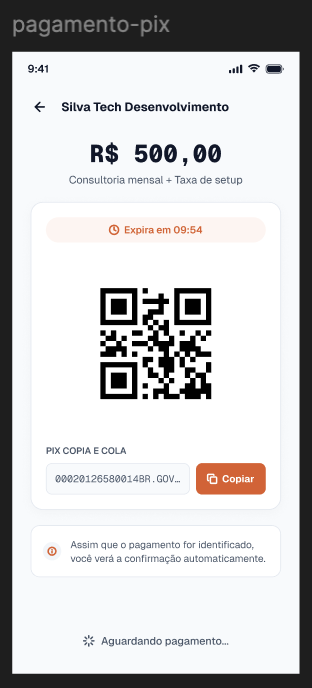 pagamento-pix
9:41
Silva Tech Desenvolvimento
R$ 500,00
Consultoria mensal + Taxa de setup
Expira em 09:54
PIX COPIA E COLA
00020126580014BR.GOV…
Copiar
Assim que o pagamento for identificado,
você verá a confirmação automaticamente.
Aguardando pagamento...